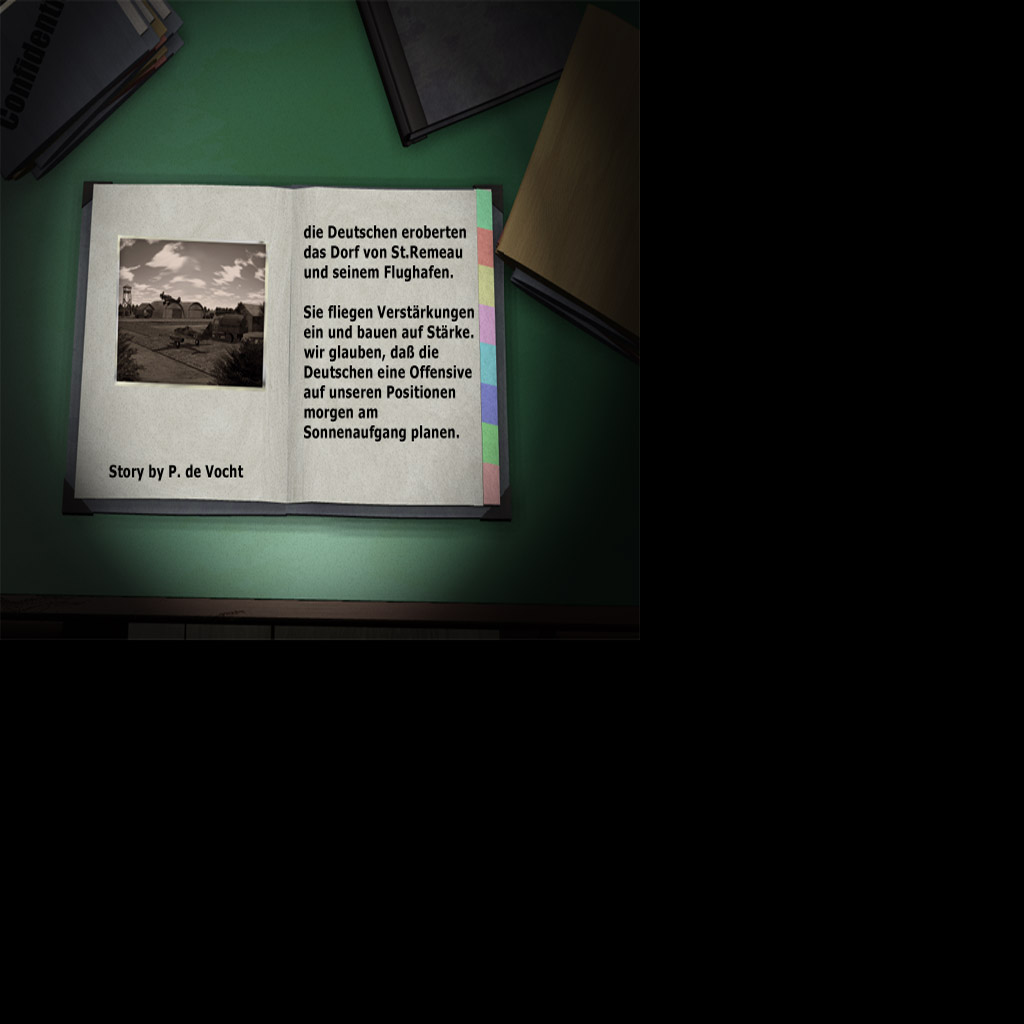 Confident
die Deutschen eroberten
das Dorf von St.Remeau
und seinem Flughafen.
Sie fliegen Verstärkungen
ein und bauen auf Stärke.
wir glauben, daß die
Deutschen eine Offensive
auf unseren Positionen
morgen am
Sonnenaufgang planen.
Story by P. de Vocht